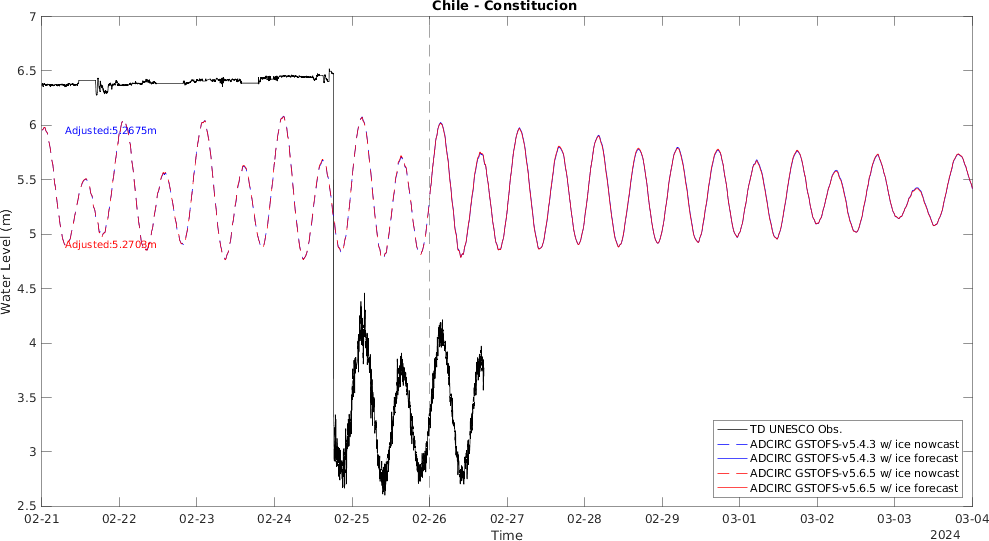 Chile - Constitucion
Water Level (m)
7
6.5
6
5.5
5
4.5
4
3.5
3
2.5
Adjusted:5.2675m
Adjusted:5.2703m
TD UNESCO Obs.
ADCIRC GSTOFS-v5.4.3 w/ ice nowcast
ADCIRC GSTOFS-v5.4.3 w/ ice forecast
ADCIRC GSTOFS-v5.6.5 w/ ice nowcast
ADCIRC GSTOFS-v5.6.5 w/ ice forecast
02-21 02-22 02-23 02-24 02-25 02-26 02-27 02-28 02-29 03-01 03-02 03-03 03-04
Time
2024